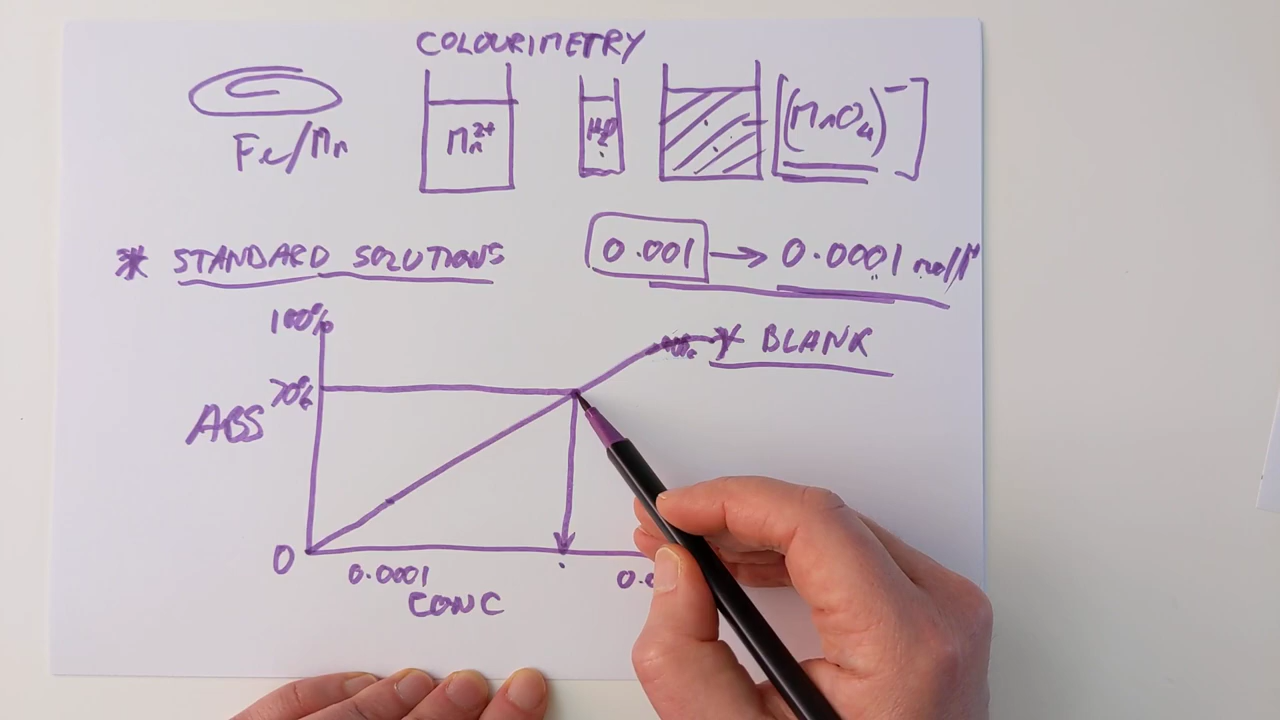 COLOURIMETRY
Fe/Mn
Mn²⁺
H₂O
[(MnO₄)⁻]
* STANDARD SOLUTIONS
0.001 → 0.0001 mol/l
100%
BLANK
70%
ABS
0
0.0001
CONC